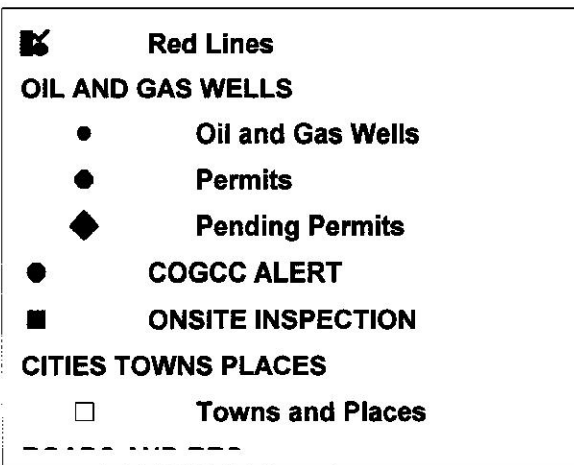 Red Lines
OIL AND GAS WELLS
Oil and Gas Wells
Permits
Pending Permits
COGCC ALERT
ONSITE INSPECTION
CITIES TOWNS PLACES
Towns and Places